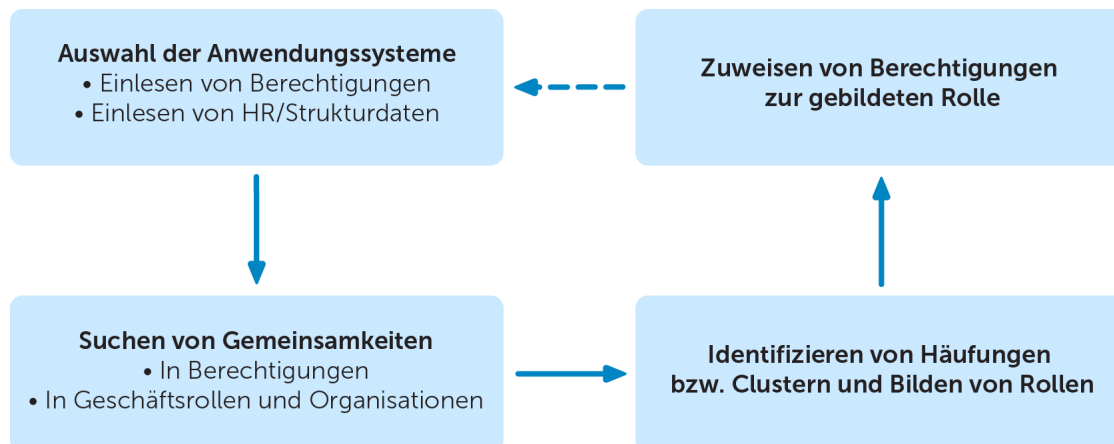 Auswahl der Anwendungssysteme
• Einlesen von Berechtigungen
• Einlesen von HR/Strukturdaten
Zuweisen von Berechtigungen
zur gebildeten Rolle
Suchen von Gemeinsamkeiten
• In Berechtigungen
• In Geschäftsrollen und Organisationen
Identifizieren von Häufungen
bzw. Clustern und Bilden von Rollen